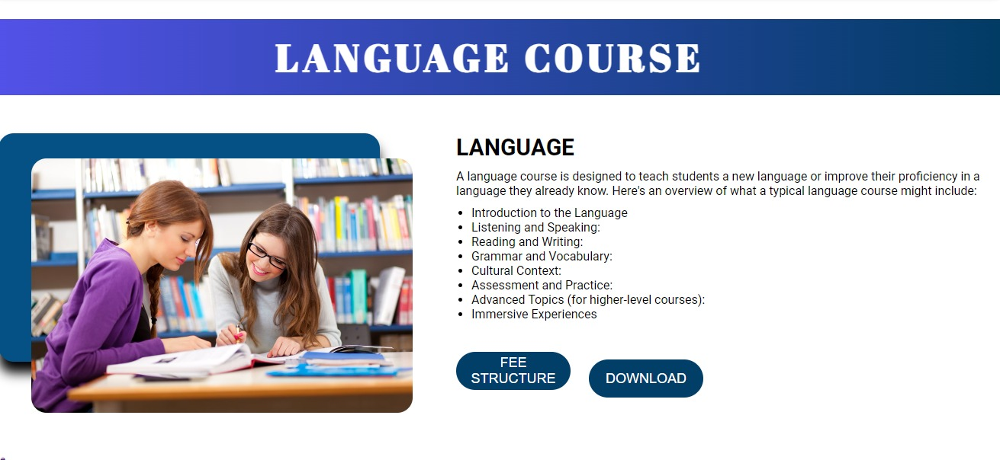 LANGUAGE COURSE
LANGUAGE
A language course is designed to teach students a new language or improve their proficiency in a
language they already know. Here's an overview of what a typical language course might include:
Introduction to the Language
Listening and Speaking:
Reading and Writing:
Grammar and Vocabulary:
Cultural Context:
Assessment and Practice:
Advanced Topics (for higher-level courses):
Immersive Experiences
FEE
STRUCTURE
DOWNLOAD